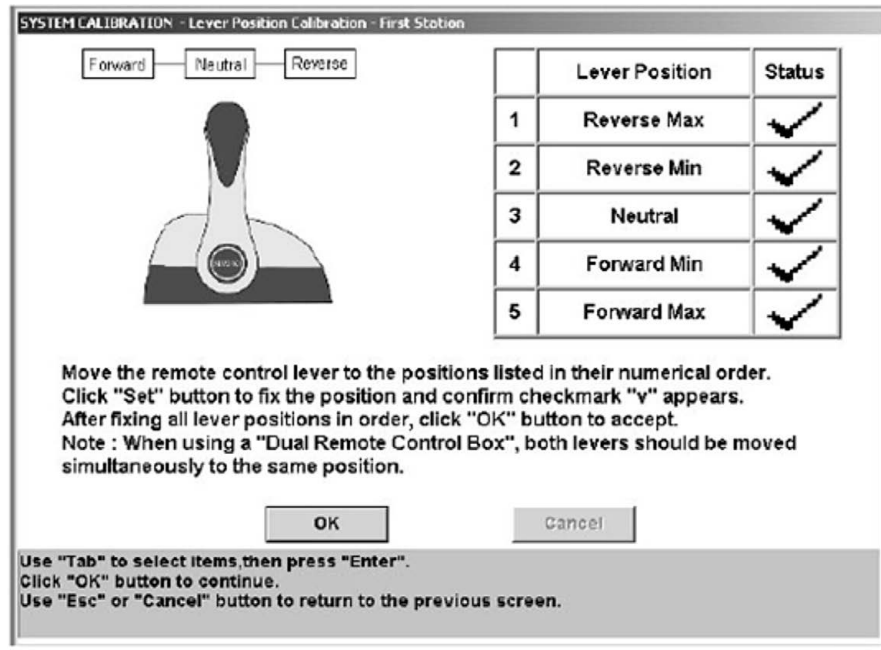 SYSTEM CALIBRATION - Lever Position Calibration - First Station
Forward Neutral Reverse
Lever Position Status
1 Reverse Max
2 Reverse Min
3 Neutral
4 Forward Min
5 Forward Max
Move the remote control lever to the positions listed in their numerical order.
Click "Set" button to fix the position and confirm checkmark "v" appears.
After fixing all lever positions in order, click "OK" button to accept.
Note : When using a "Dual Remote Control Box", both levers should be moved
simultaneously to the same position.
OK Cancel
Use "Tab" to select items,then press "Enter".
Click "OK" button to continue.
Use "Esc" or "Cancel" button to return to the previous screen.